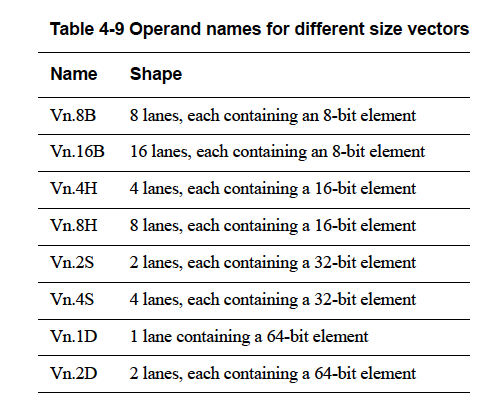 Table 4-9 Operand names for different size vectors
Name Shape
Vn.8B 8 lanes, each containing an 8-bit element
Vn.16B 16 lanes, each containing an 8-bit element
Vn.4H 4 lanes, each containing a 16-bit element
Vn.8H 8 lanes, each containing a 16-bit element
Vn.2S 2 lanes, each containing a 32-bit element
Vn.4S 4 lanes, each containing a 32-bit element
Vn.1D 1 lane containing a 64-bit element
Vn.2D 2 lanes, each containing a 64-bit element